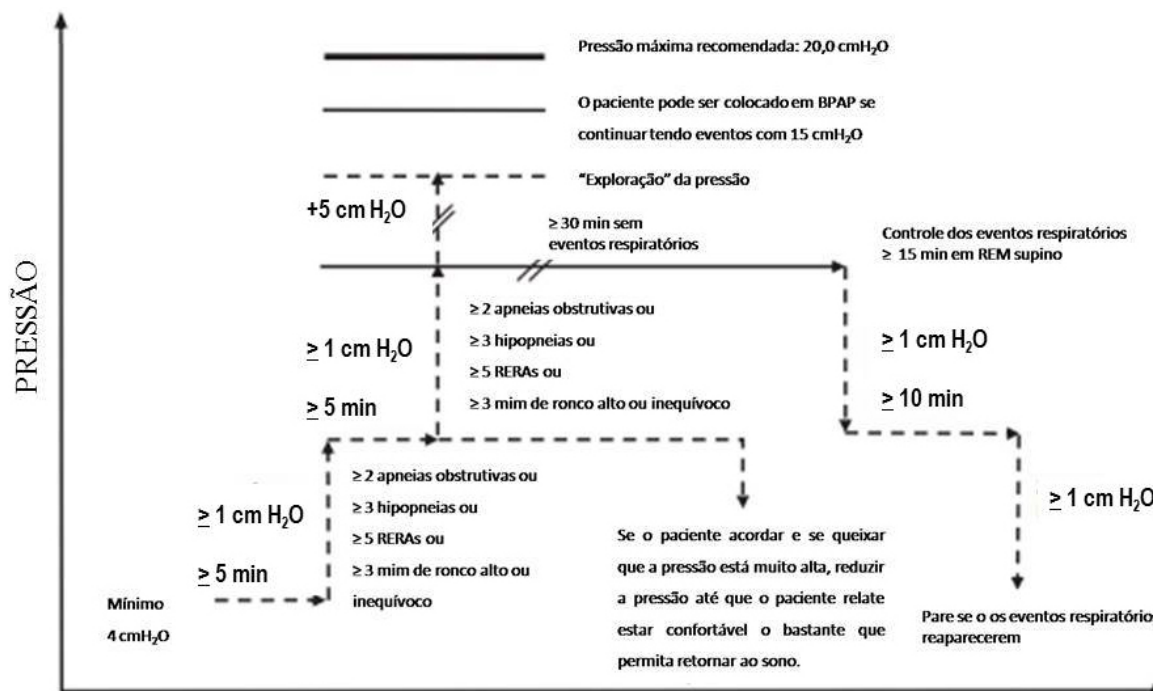 PRESSÃO
Pressão máxima recomendada: 20,0 cmH₂O
O paciente pode ser colocado em BPAP se
continuar tendo eventos com 15 cmH₂O
"Exploração" da pressão
+5 cm H₂O
≥ 30 min sem
eventos respiratórios
Controle dos eventos respiratórios
≥ 15 min em REM supino
≥ 1 cm H₂O
≥ 5 min
≥ 2 apneias obstrutivas ou
≥ 3 hipopneias ou
≥ 5 RERAs ou
≥ 3 mim de ronco alto ou inequívoco
≥ 1 cm H₂O
≥ 10 min
≥ 1 cm H₂O
≥ 5 min
≥ 2 apneias obstrutivas ou
≥ 3 hipopneias ou
≥ 5 RERAs ou
≥ 3 mim de ronco alto ou
inequívoco
≥ 1 cm H₂O
Mínimo
4 cmH₂O
Se o paciente acordar e se queixar
que a pressão está muito alta, reduzir
a pressão até que o paciente relate
estar confortável o bastante que
permita retornar ao sono.
Pare se o os eventos respiratórios
reaparecerem